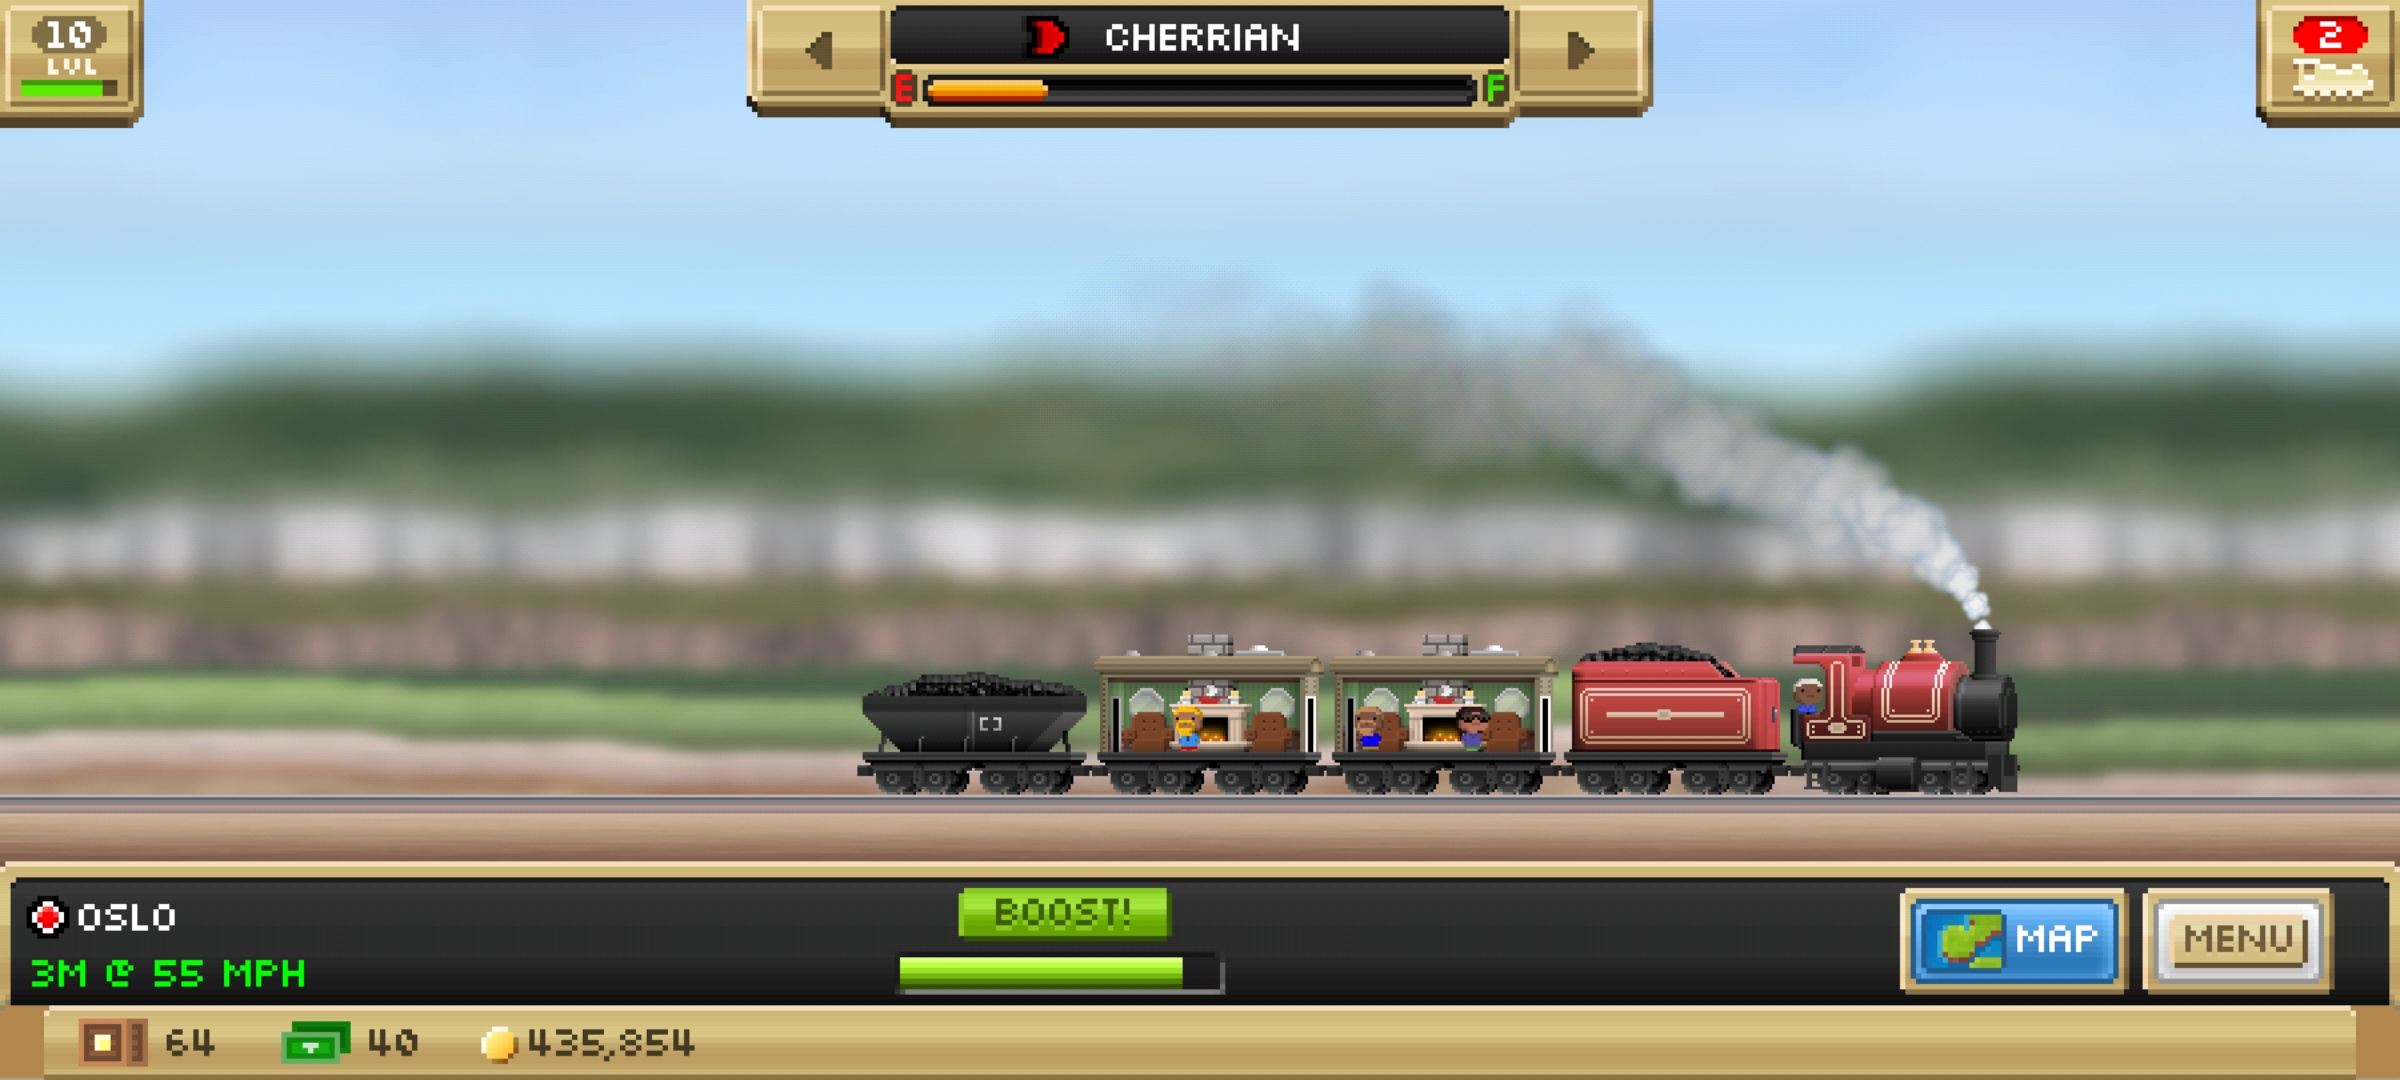 10
LVL
CHERRIAN
E F
2
OSLO
3M @ 55 MPH
BOOST!
MAP
MENU
64
40
435,854